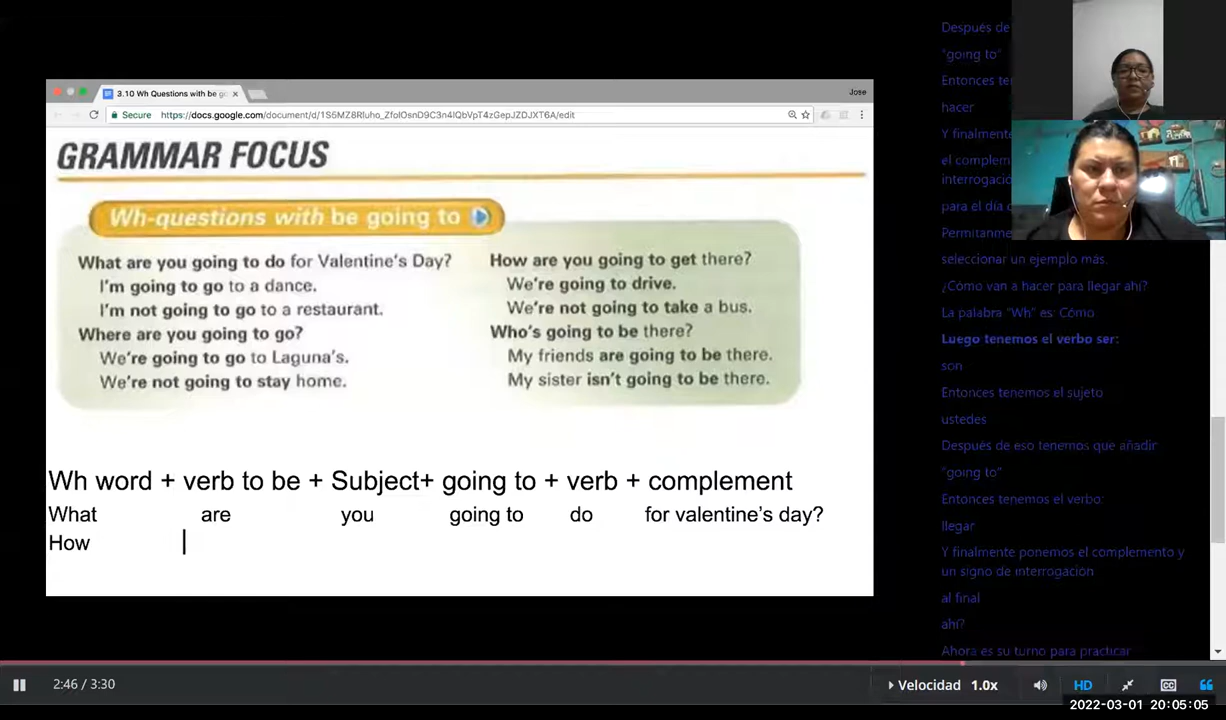 3.10 Wh Questions with be go
Jose
Secure
https://docs.google.com/document/d/1S5MZ8Rluho_ZfolOsnD9C3n4lQbVpT4zGepJZDJXT6A/edit
GRAMMAR FOCUS
Wh-questions with be going to
What are you going to do for Valentine's Day?
I'm going to go to a dance.
I'm not going to go to a restaurant.
Where are you going to go?
We're going to go to Laguna's.
We're not going to stay home.
How are you going to get there?
We're going to drive.
We're not going to take a bus.
Who's going to be there?
My friends are going to be there.
My sister isn't going to be there.
Wh word + verb to be + Subject+ going to + verb + complement
What are you going to do for valentine's day?
How
Después de
"going to"
Entonces te
hacer
Y finalmente
el complem
interrogació
para el día
Permítanme
seleccionar un ejemplo más.
¿Cómo van a hacer para llegar ahí?
La palabra "Wh" es: Cómo
Luego tenemos el verbo ser:
son
Entonces tenemos el sujeto
ustedes
Después de eso tenemos que añadir
"going to"
Entonces tenemos el verbo:
llegar
Y finalmente ponemos el complemento y
un signo de interrogación
al final
ahí?
Ahora es su turno para practicar
2:46 / 3:30
Velocidad 1.0x
HD
CC
2022-03-01 20:05:05